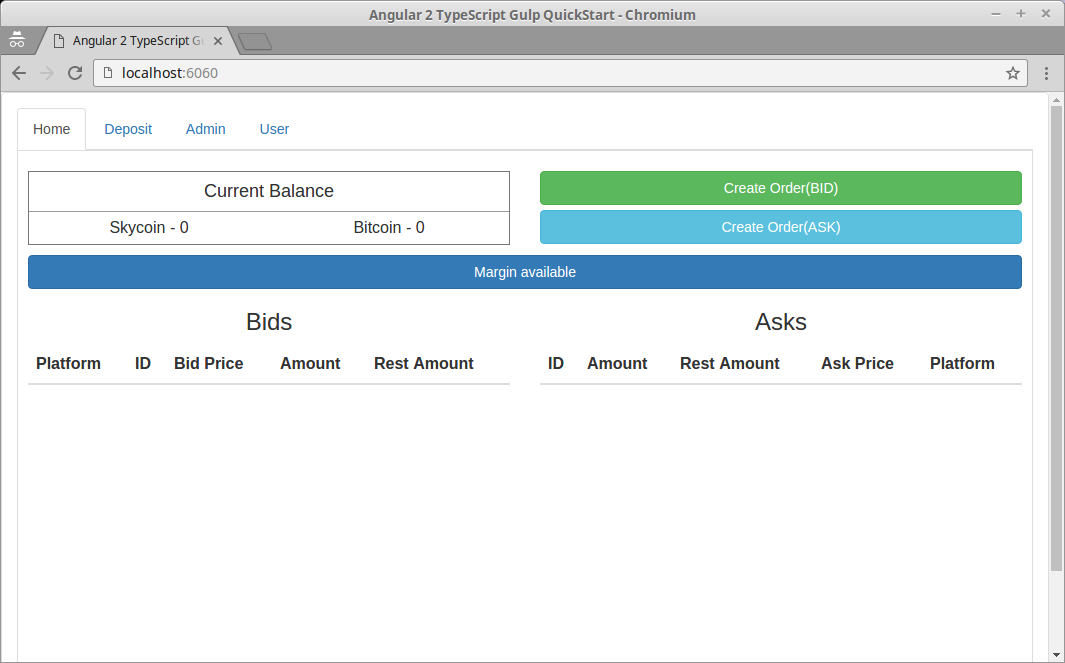 Angular 2 TypeScript Gulp QuickStart - Chromium
Angular 2 TypeScript Gu
localhost:6060
Home Deposit Admin User
Current Balance
Skycoin - 0 Bitcoin - 0
Create Order(BID)
Create Order(ASK)
Margin available
Bids
Platform ID Bid Price Amount Rest Amount
Asks
ID Amount Rest Amount Ask Price Platform